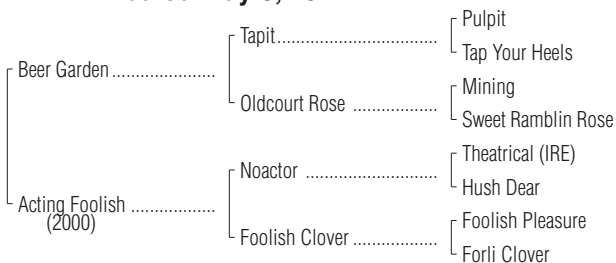 Pulpit
Tapit
Tap Your Heels
Beer Garden
Mining
Oldcourt Rose
Sweet Ramblin Rose
Theatrical (IRE)
Noactor
Hush Dear
Acting Foolish
(2000)
Foolish Pleasure
Foolish Clover
Forli Clover